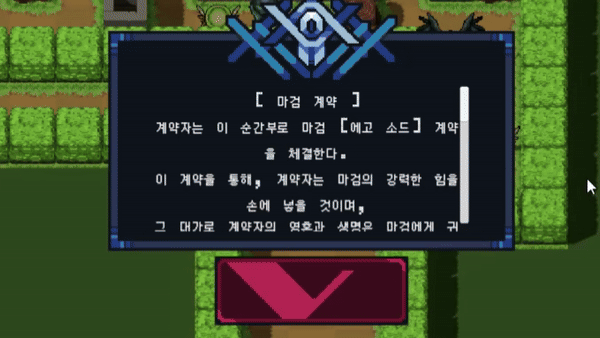 [ 마검 계약 ]
계약자는 이 순간부로 마검 [에고 소드] 계약
을 체결한다.
이 계약을 통해, 계약자는 마검의 강력한 힘을
손에 넣을 것이며,
그 대가로 계약자의 영혼과 생명은 마검에게 귀